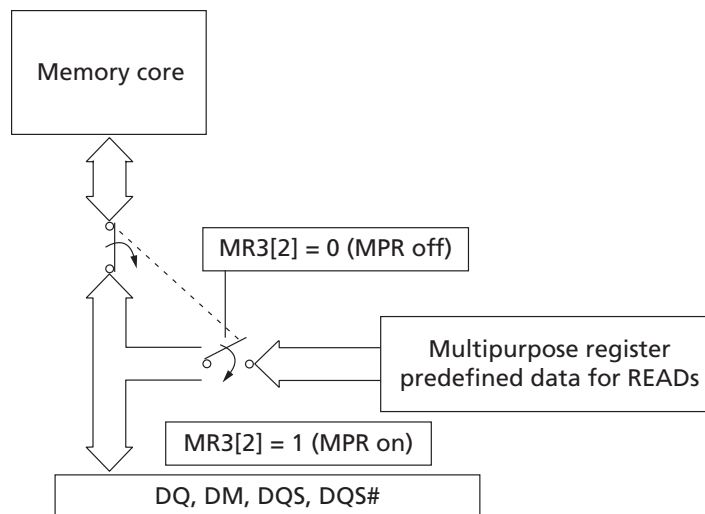 Memory core
MR3[2] = 0 (MPR off)
Multipurpose register
predefined data for READs
MR3[2] = 1 (MPR on)
DQ, DM, DQS, DQS#